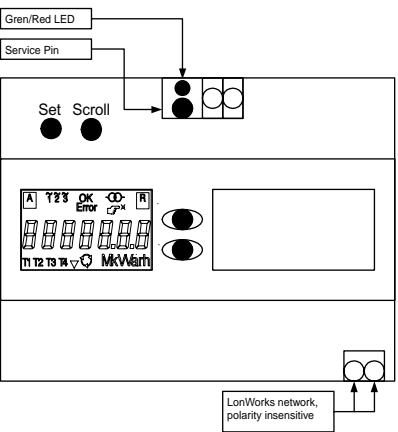 Gren/Red LED
Service Pin
Set Scroll
A 1 2 3 OK R
Error
8888888
T1 T2 T3 T4 MkWarh
LonWorks network,
polarity insensitive